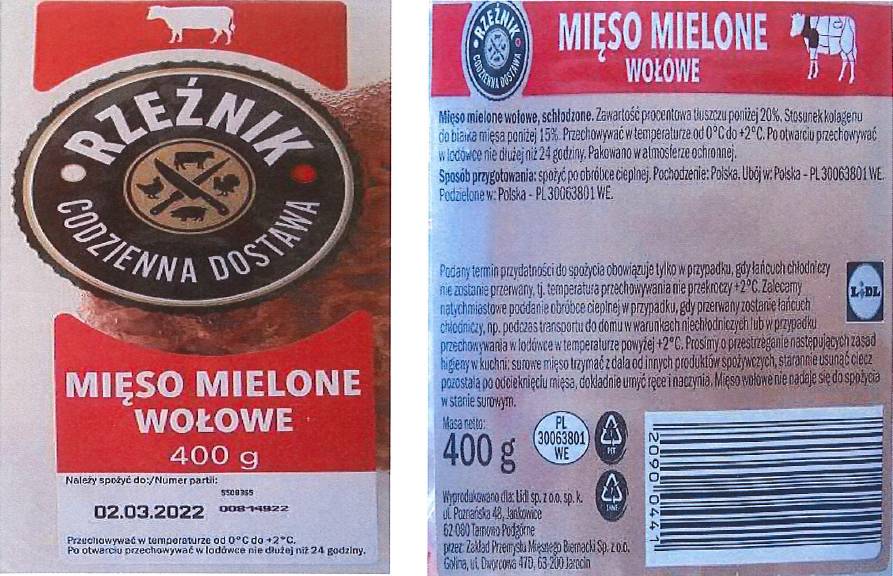 RZEŹNIK
CODZIENNA DOSTAWA
MIĘSO MIELONE
WOŁOWE
400 g
Należy spożyć do:/Numer partii:
5508365
02.03.2022 00814922
Przechowywać w temperaturze od 0°C do +2°C.
Po otwarciu przechowywać w lodówce nie dłużej niż 24 godziny.
RZEŹNIK
CODZIENNA DOSTAWA
MIĘSO MIELONE
WOŁOWE
Mięso mielone wołowe, schłodzone. Zawartość procentowa tłuszczu poniżej 20%. Stosunek kolagenu
do białka mięsa poniżej 15%. Przechowywać w temperaturze od 0°C do +2°C. Po otwarciu przechowywać
w lodówce nie dłużej niż 24 godziny. Pakowano w atmosferze ochronnej.
Sposób przygotowania: spożyć po obróbce cieplnej. Pochodzenie: Polska. Ubój w: Polska - PL 30063801 WE.
Podzielone w: Polska - PL 30063801 WE.
Podany termin przydatności do spożycia obowiązuje tylko w przypadku, gdy łańcuch chłodniczy
nie zostanie przerwany, tj. temperatura przechowywania nie przekroczy +2°C. Zalecamy
natychmiastowe poddanie obróbce cieplnej w przypadku, gdy przerwany zostanie łańcuch
chłodniczy, np. podczas transportu do domu w warunkach niechłodniczych lub w przypadku
przechowywania w lodówce w temperaturze powyżej +2°C. Prosimy o przestrzeganie następujących zasad
higieny w kuchni: surowe mięso trzymać z dala od innych produktów spożywczych, starannie usunąć ciecz
pozostałą po odcieknięciu mięsa, dokładnie umyć ręce i naczynia. Mięso wołowe nie nadaje się do spożycia
w stanie surowym.
LIDL
Masa netto:
400 g
PL
30063801
WE
PET
2090 0441
Wyprodukowano dla: Lidl sp. z o.o. sp. k.
ul. Poznańska 48, Jankowice
62-080 Tarnowo Podgórne
przez: Zakład Przemysłu Mięsnego Biernacki Sp. z o.o.
Golina, ul. Dworcowa 47D, 63-200 Jarocin